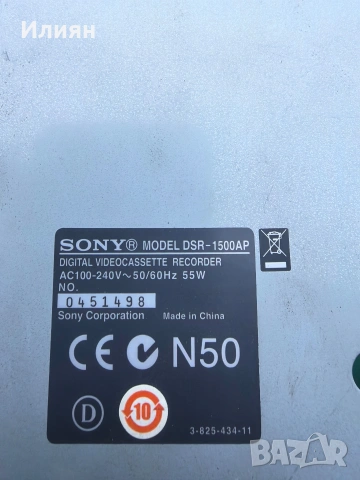 Илиян
SONY® MODEL DSR-1500AP
DIGITAL VIDEOCASSETTE RECORDER
AC100-240V～50/60Hz 55W
NO.
0451498
Sony Corporation Made in China
CE N50
D 10
3-825-434-11
BAZAR